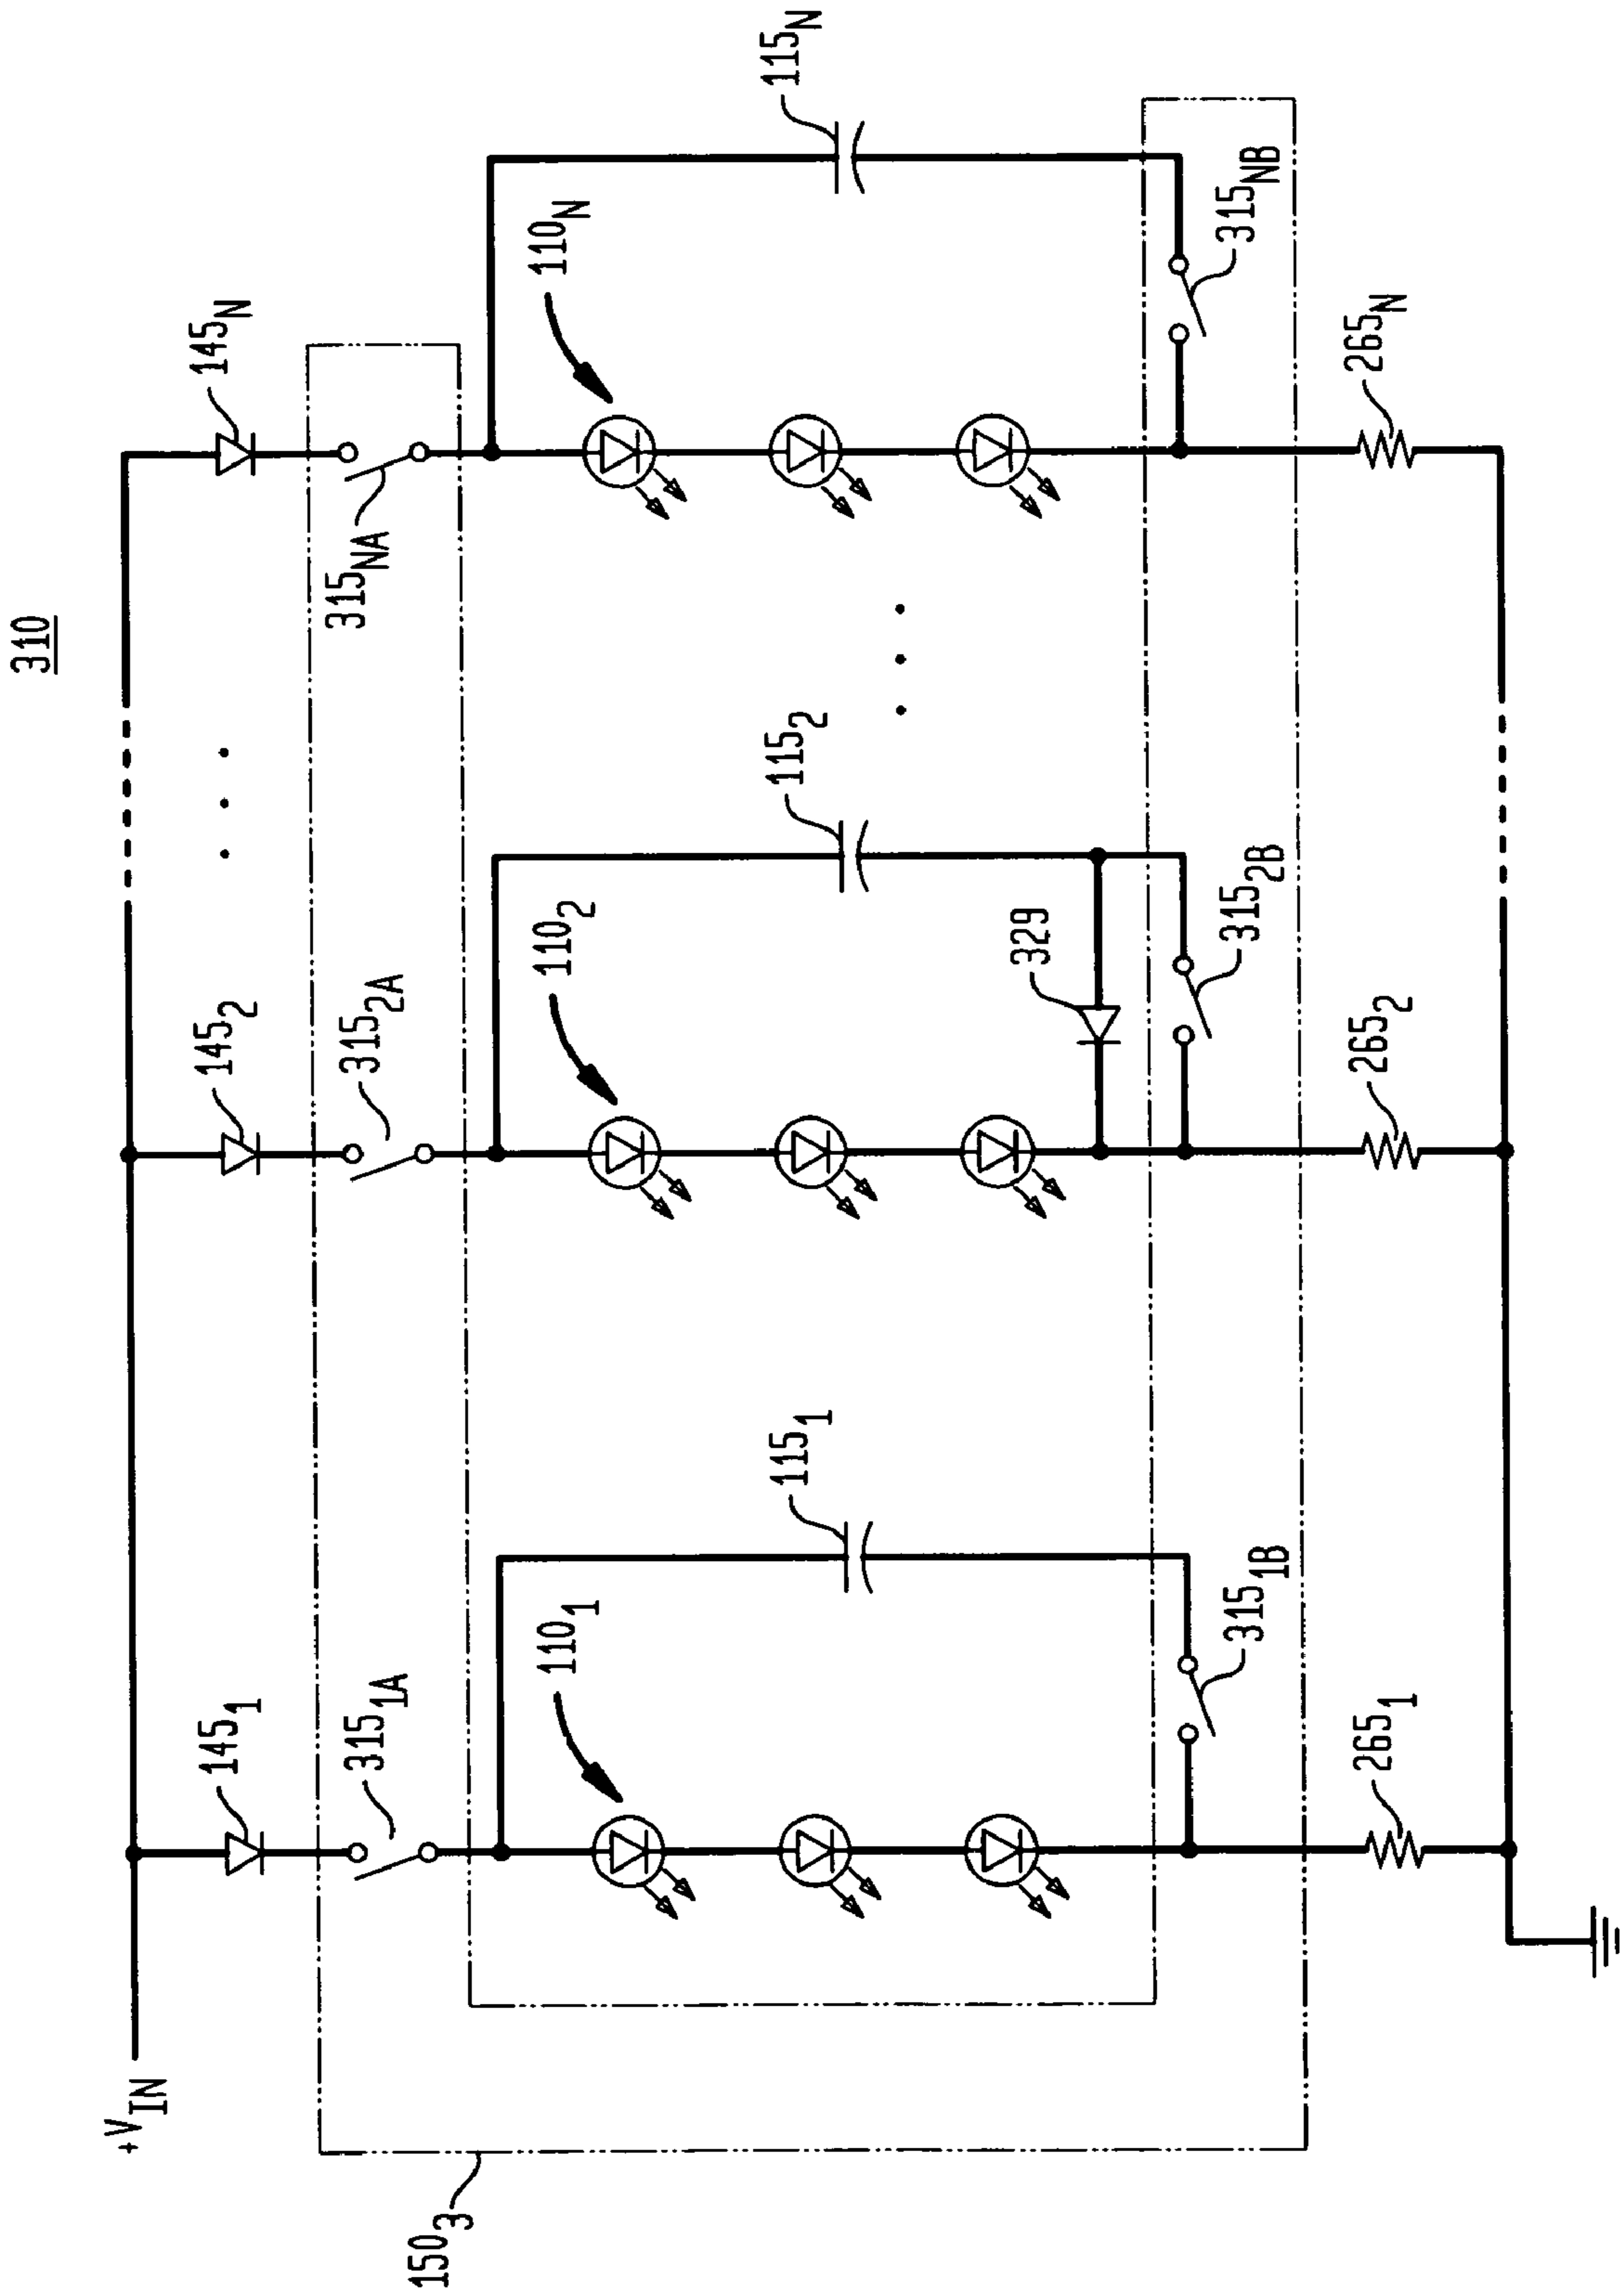 310
+V_IN
145_1
145_2
145_N
315_1A
315_2A
315_NA
110_1
110_2
110_N
115_1
115_2
115_N
329
315_1B
315_2B
315_NB
265_1
265_2
265_N
150_3